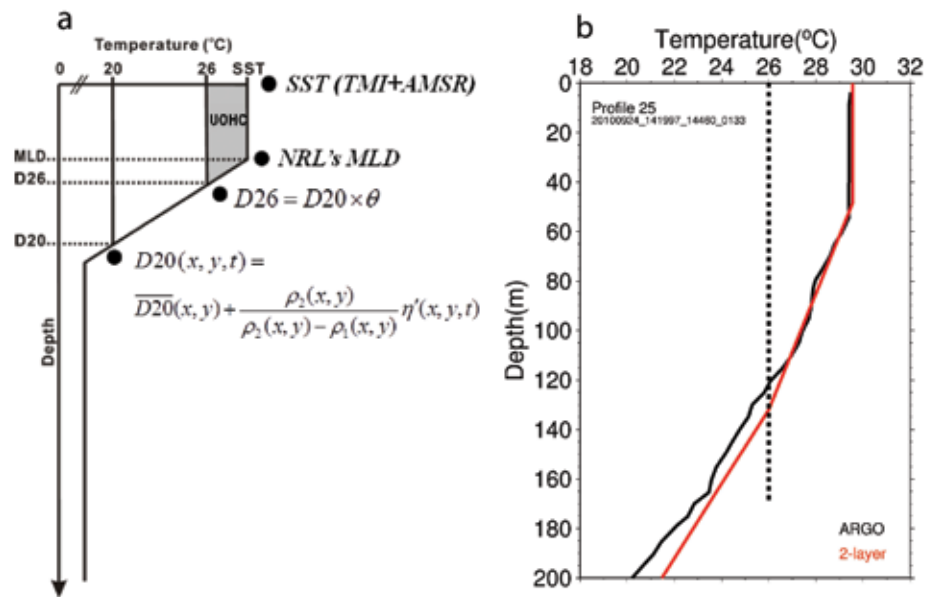 a
Temperature (°C)
0 // 20 26 SST
SST (TMI+AMSR)
UOHC
MLD
NRL's MLD
D26
D26 = D20 × θ
D20
D20(x, y, t) =
D20(x, y) + ρ2(x, y) / (ρ2(x, y) − ρ1(x, y)) η'(x, y, t)
Depth
b
Temperature(°C)
18 20 22 24 26 28 30 32
0
Profile 25
20100924_141997_14460_0133
20
40
60
80
100
120
140
160
180
200
Depth(m)
ARGO
2-layer